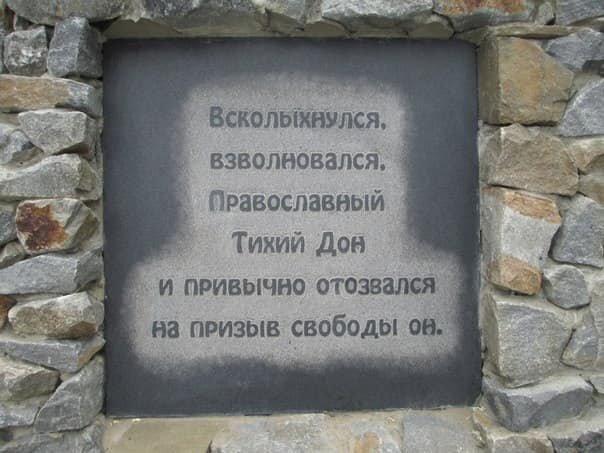 Всколыхнулся,
взволновался,
Православный
Тихий Дон
и привычно отозвался
на призыв свободы он.